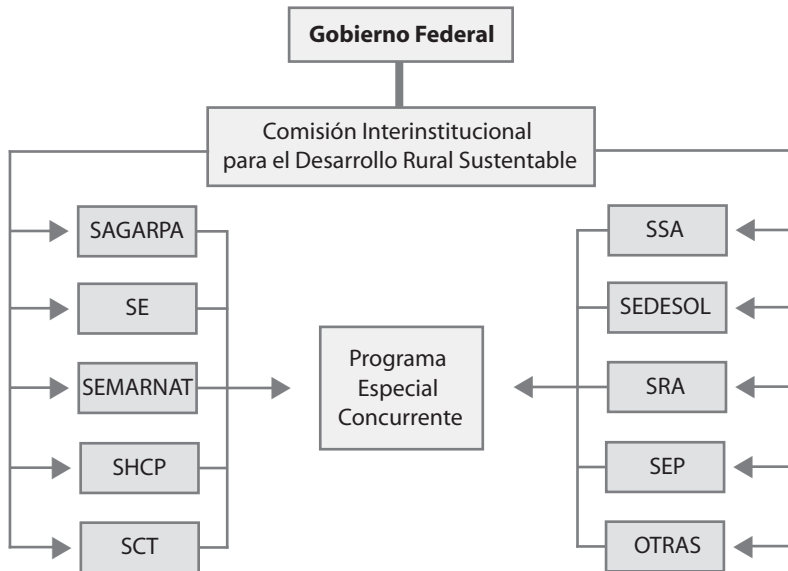 Gobierno Federal
Comisión Interinstitucional
para el Desarrollo Rural Sustentable
SAGARPA
SE
SEMARNAT
SHCP
SCT
Programa
Especial
Concurrente
SSA
SEDESOL
SRA
SEP
OTRAS